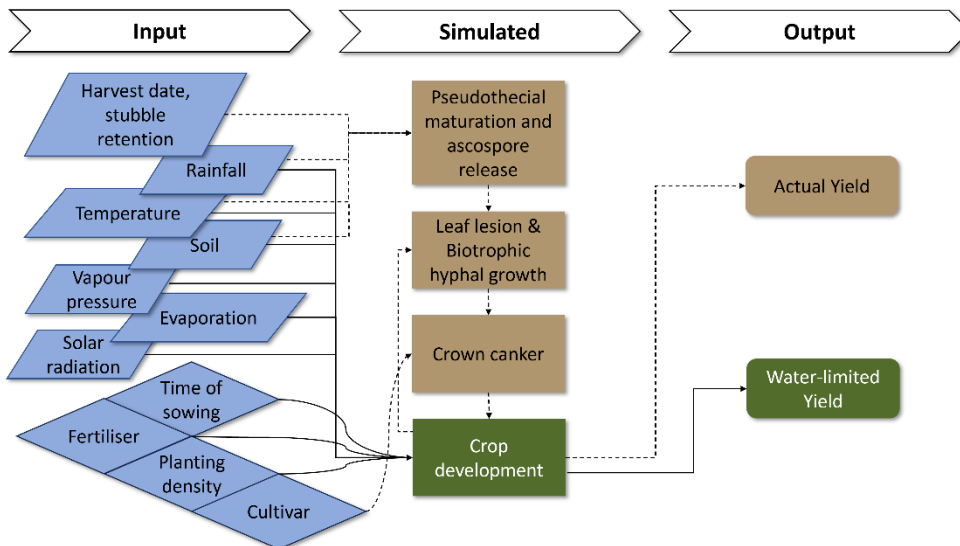 Input
Simulated
Output
Harvest date,
stubble
retention
Rainfall
Temperature
Soil
Vapour
pressure
Evaporation
Solar
radiation
Time of
sowing
Fertiliser
Planting
density
Cultivar
Pseudothecial
maturation and
ascospore
release
Leaf lesion &
Biotrophic
hyphal growth
Crown canker
Crop
development
Actual Yield
Water-limited
Yield